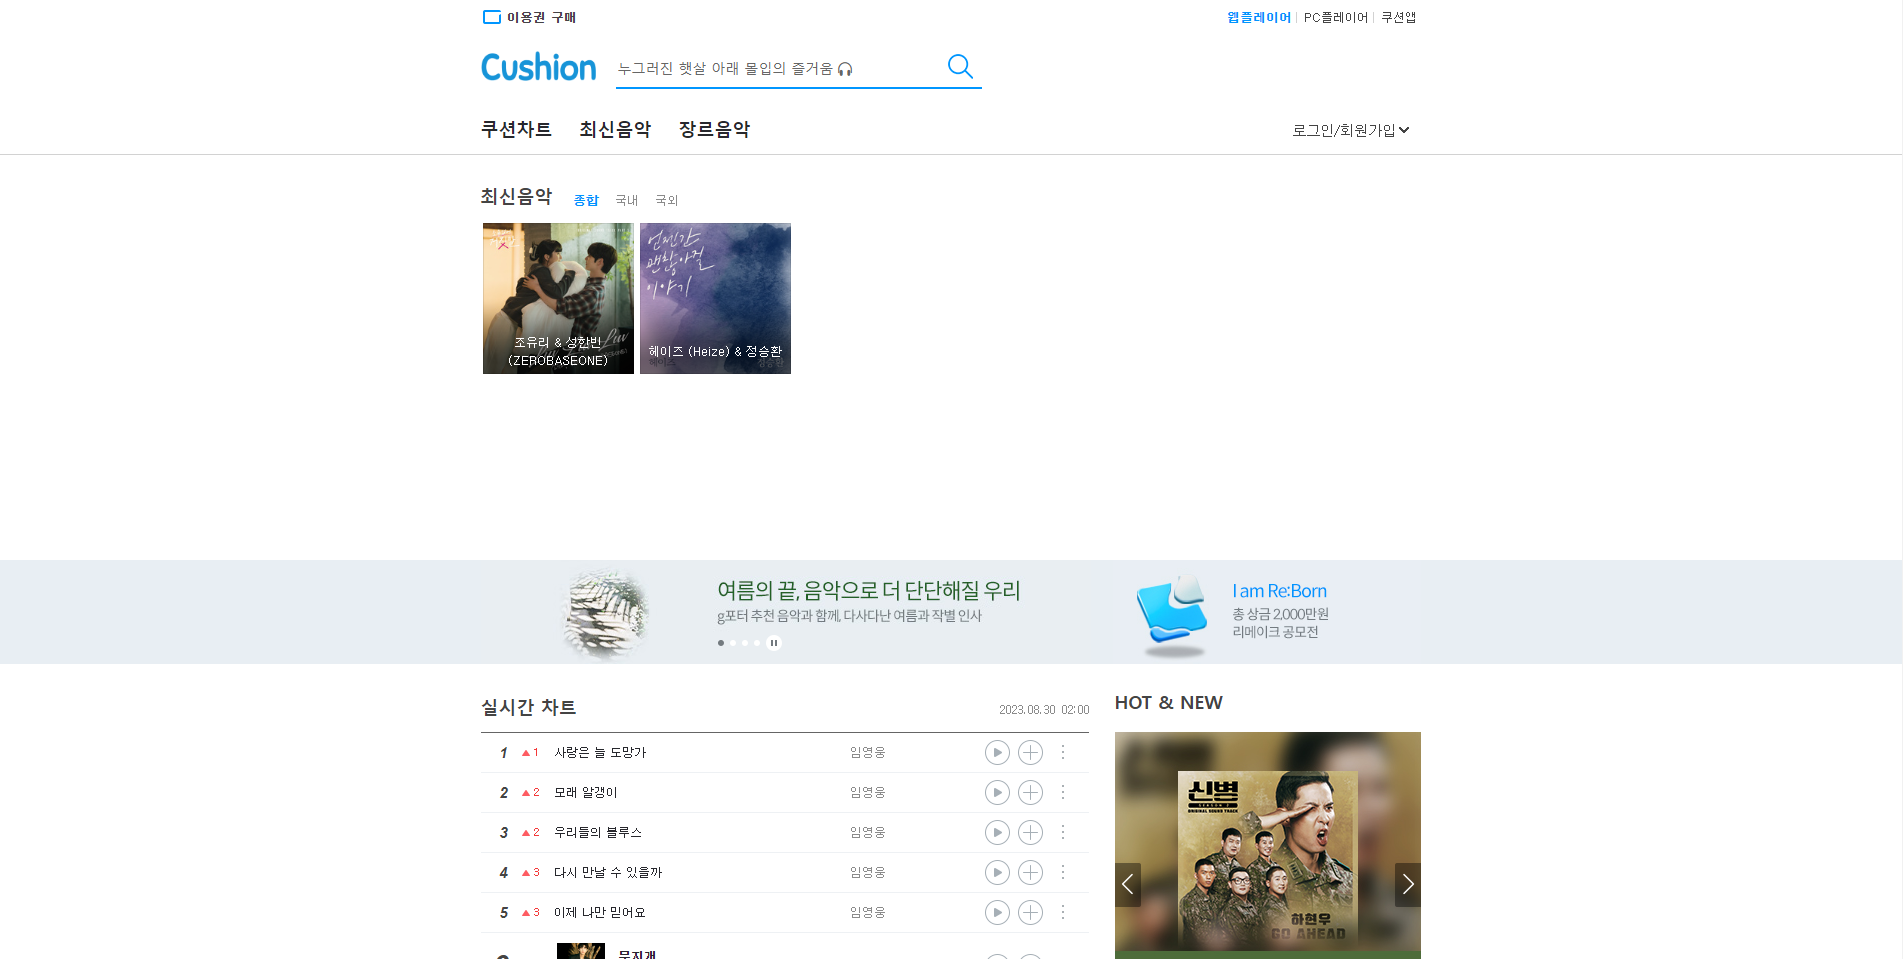 이용권 구매
웹플레이어 PC플레이어 쿠션앱
Cushion
누그러진 햇살 아래 몰입의 즐거움
쿠션차트 최신음악 장르음악
로그인/회원가입
최신음악 종합 국내 국외
조유리 & 성한빈
(ZEROBASEONE)
언젠간
괜찮아질
이야기
헤이즈 (Heize) & 정승환
여름의 끝, 음악으로 더 단단해질 우리
g포터 추천 음악과 함께, 다사다난 여름과 작별 인사
I am Re:Born
총 상금 2,000만원
리메이크 공모전
실시간 차트
2023.08.30 02:00
1 1 사랑은 늘 도망가 임영웅
2 2 모래 알갱이 임영웅
3 2 우리들의 블루스 임영웅
4 3 다시 만날 수 있을까 임영웅
5 3 이제 나만 믿어요 임영웅
무지개
HOT & NEW
신병
ORIGINAL SOUND TRACK
하현우
GO AHEAD